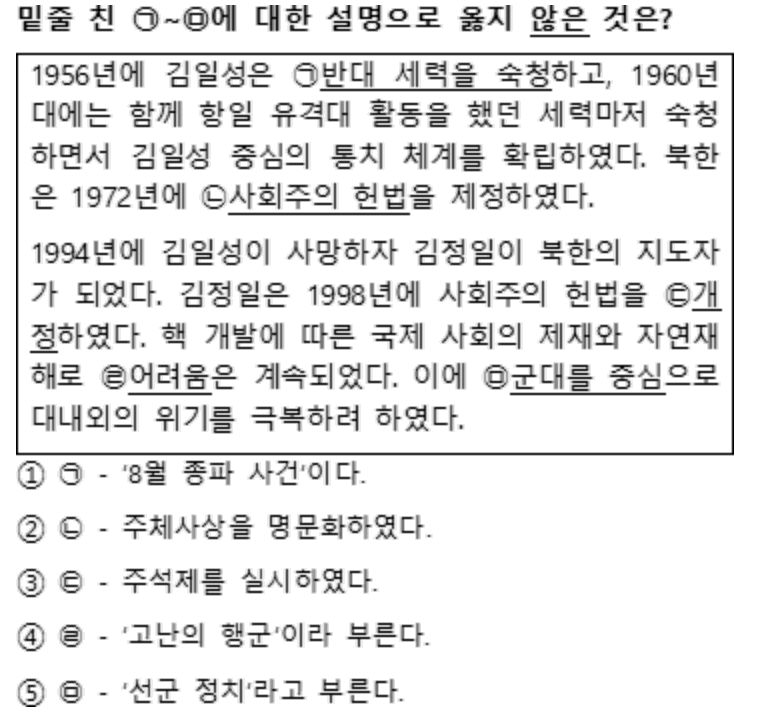 밑줄 친 ㉠~㉤에 대한 설명으로 옳지 않은 것은?
1956년에 김일성은 ㉠반대 세력을 숙청하고, 1960년
대에는 함께 항일 유격대 활동을 했던 세력마저 숙청
하면서 김일성 중심의 통치 체계를 확립하였다. 북한
은 1972년에 ㉡사회주의 헌법을 제정하였다.
1994년에 김일성이 사망하자 김정일이 북한의 지도자
가 되었다. 김정일은 1998년에 사회주의 헌법을 ㉢개
정하였다. 핵 개발에 따른 국제 사회의 제재와 자연재
해로 ㉣어려움은 계속되었다. 이에 ㉤군대를 중심으로
대내외의 위기를 극복하려 하였다.
① ㉠ - '8월 종파 사건'이다.
② ㉡ - 주체사상을 명문화하였다.
③ ㉢ - 주석제를 실시하였다.
④ ㉣ - '고난의 행군'이라 부른다.
⑤ ㉤ - '선군 정치'라고 부른다.